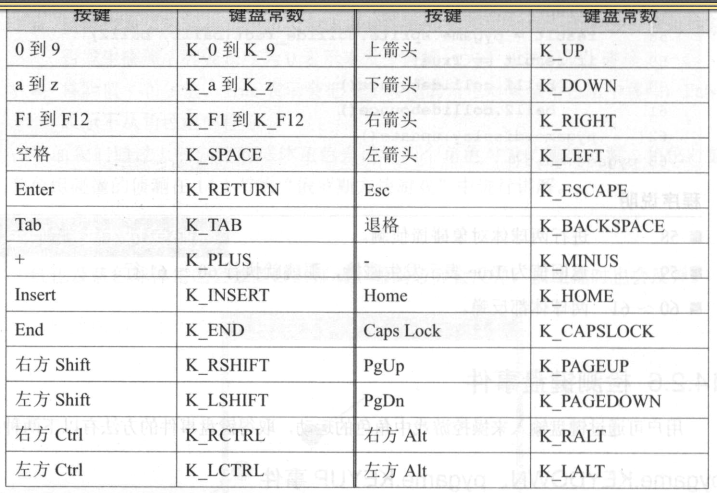 按键 键盘常数 按键 键盘常数
0 到 9 K_0 到 K_9 上箭头 K_UP
a 到 z K_a 到 K_z 下箭头 K_DOWN
F1 到 F12 K_F1 到 K_F12 右箭头 K_RIGHT
空格 K_SPACE 左箭头 K_LEFT
Enter K_RETURN Esc K_ESCAPE
Tab K_TAB 退格 K_BACKSPACE
+ K_PLUS - K_MINUS
Insert K_INSERT Home K_HOME
End K_END Caps Lock K_CAPSLOCK
右方 Shift K_RSHIFT PgUp K_PAGEUP
左方 Shift K_LSHIFT PgDn K_PAGEDOWN
右方 Ctrl K_RCTRL 右方 Alt K_RALT
左方 Ctrl K_LCTRL 左方 Alt K_LALT